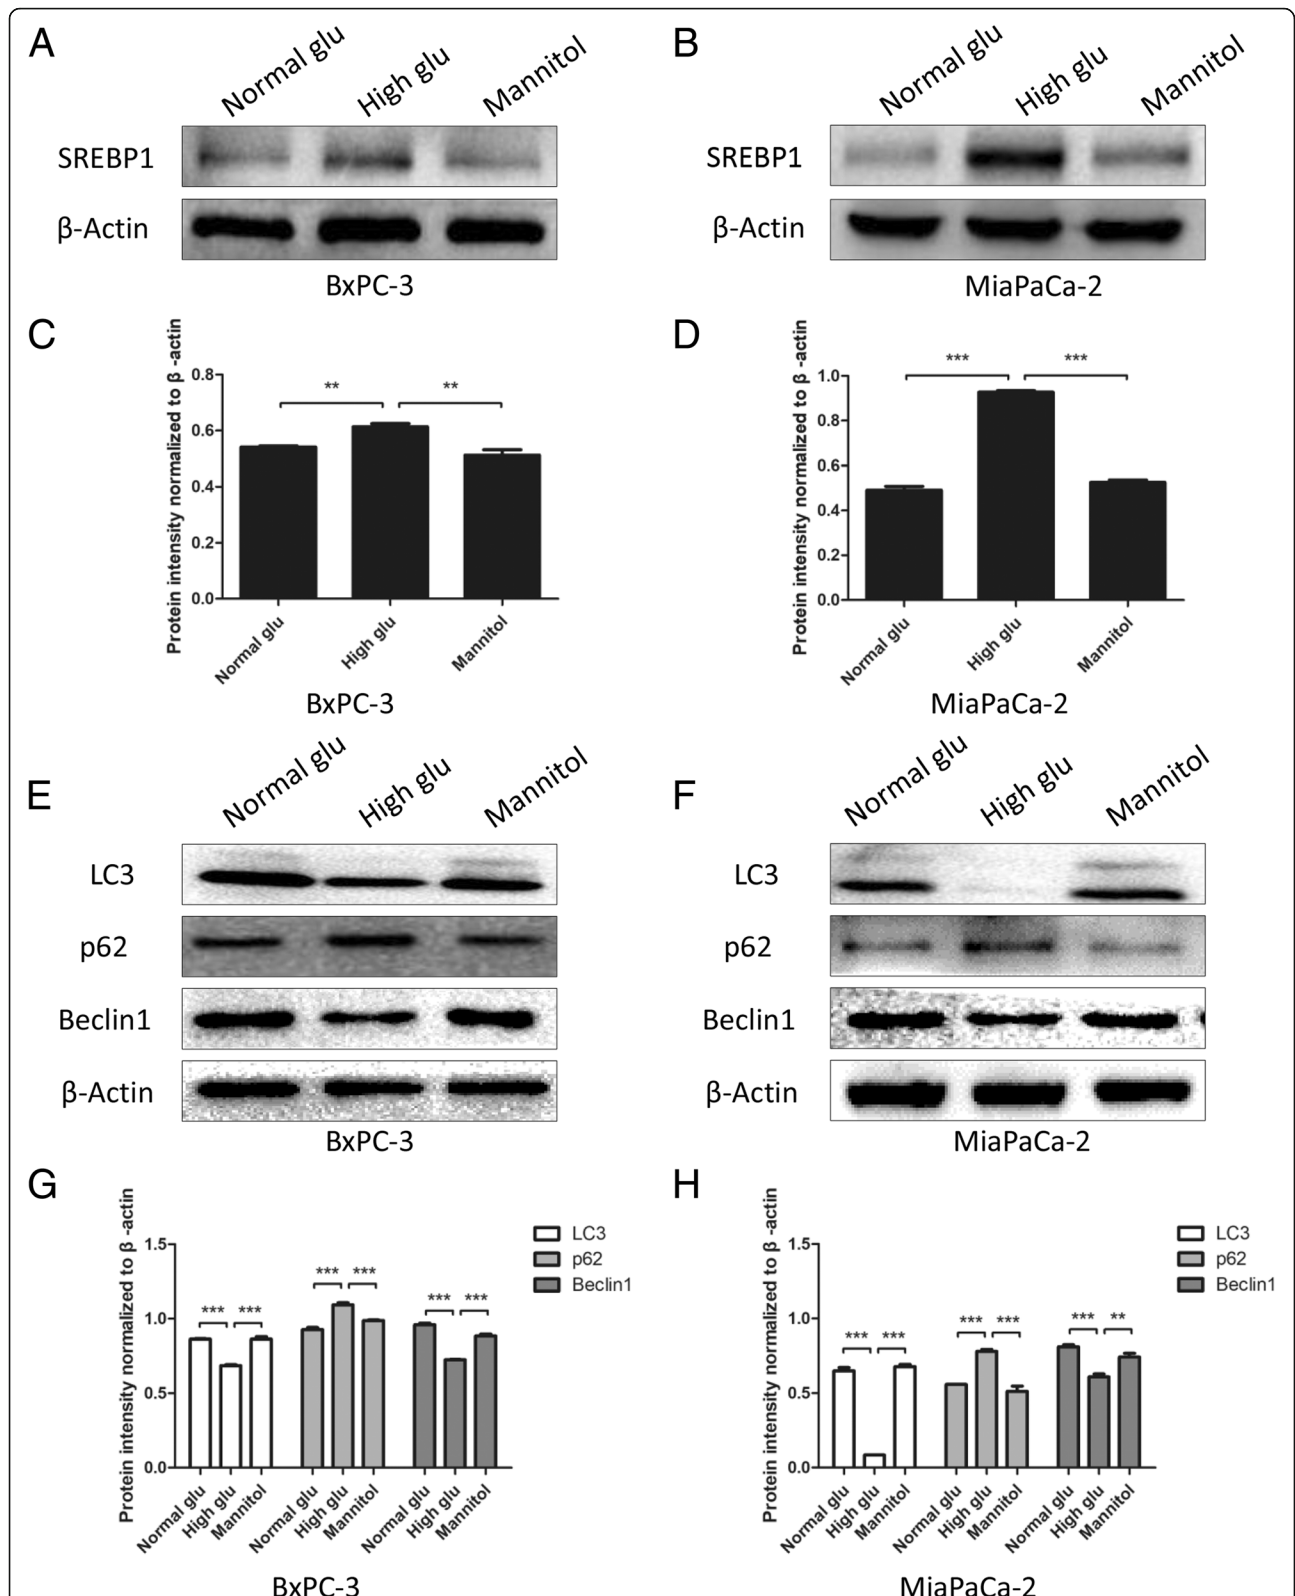 A
Normal glu
High glu
Mannitol
SREBP1
β-Actin
BxPC-3
B
Normal glu
High glu
Mannitol
SREBP1
β-Actin
MiaPaCa-2
C
Protein intensity normalized to β -actin
0.8
0.6
0.4
0.2
0.0
** **
Normal glu
High glu
Mannitol
BxPC-3
D
Protein intensity normalized to β -actin
1.0
0.8
0.6
0.4
0.2
0.0
*** ***
Normal glu
High glu
Mannitol
MiaPaCa-2
E
Normal glu
High glu
Mannitol
LC3
p62
Beclin1
β-Actin
BxPC-3
F
Normal glu
High glu
Mannitol
LC3
p62
Beclin1
β-Actin
MiaPaCa-2
G
Protein intensity normalized to β -actin
1.5
1.0
0.5
0.0
*** ***
*** ***
*** ***
LC3
p62
Beclin1
Normal glu
High glu
Mannitol
Normal glu
High glu
Mannitol
Normal glu
High glu
Mannitol
BxPC-3
H
Protein intensity normalized to β -actin
1.5
1.0
0.5
0.0
*** ***
*** ***
*** **
LC3
p62
Beclin1
Normal glu
High glu
Mannitol
Normal glu
High glu
Mannitol
Normal glu
High glu
Mannitol
MiaPaCa-2